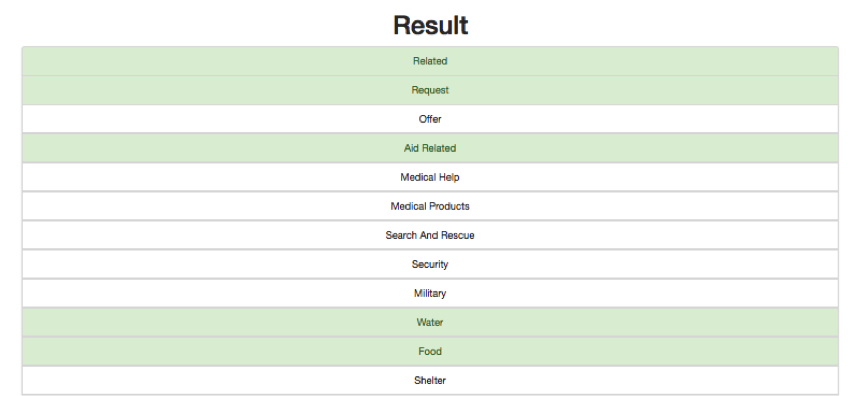 Result
Related
Request
Offer
Aid Related
Medical Help
Medical Products
Search And Rescue
Security
Military
Water
Food
Shelter